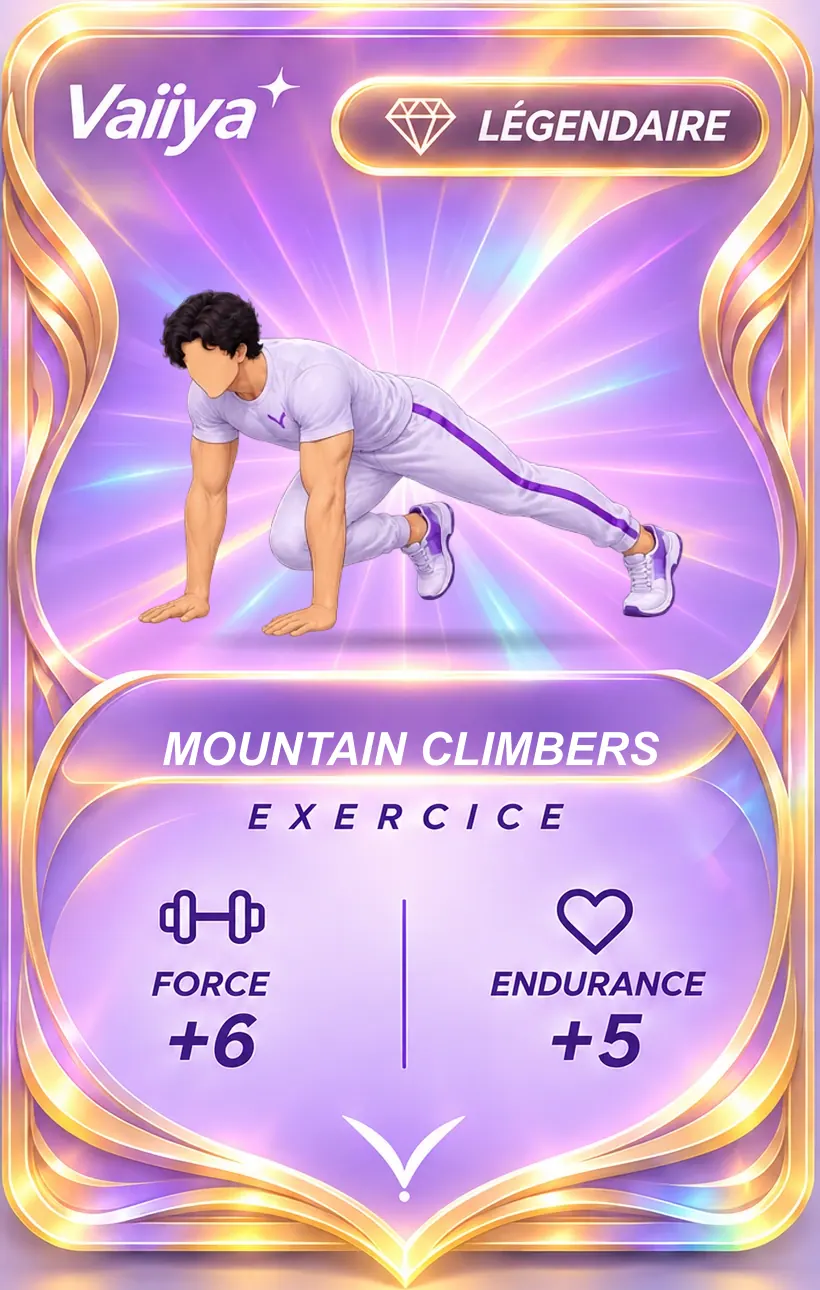 Vaiiya
LÉGENDAIRE
MOUNTAIN CLIMBERS
EXERCICE
FORCE
ENDURANCE
+6
+5